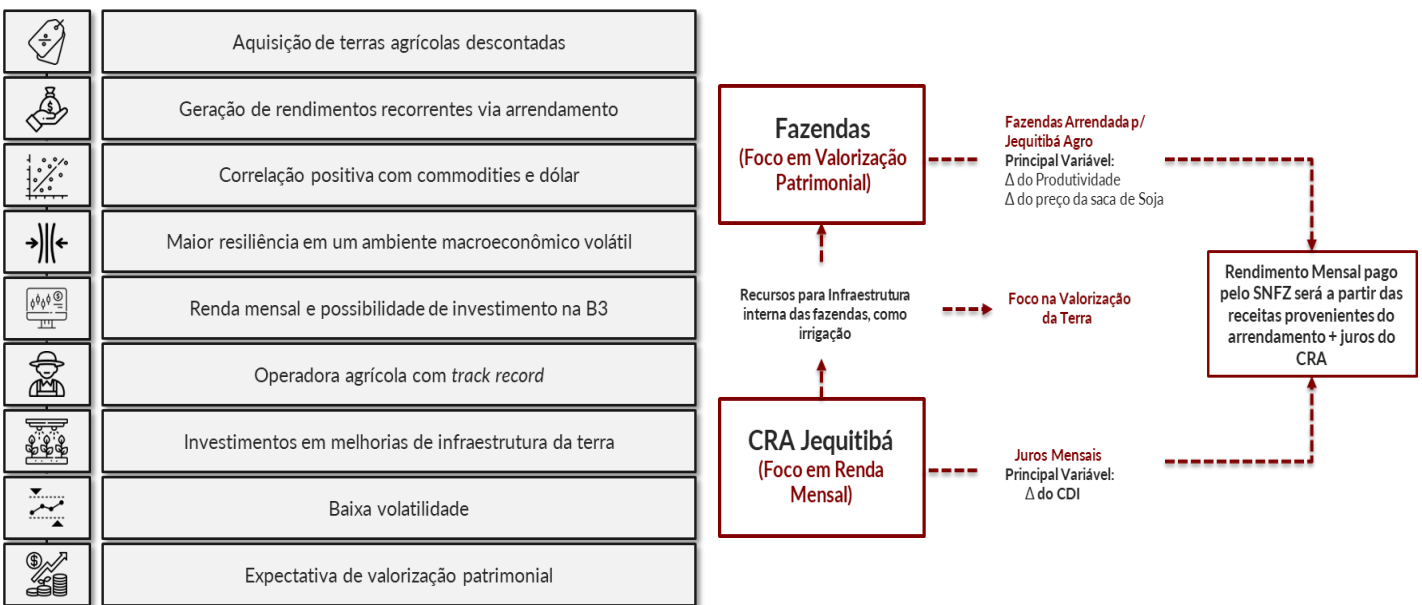 Aquisição de terras agrícolas descontadas
Geração de rendimentos recorrentes via arrendamento
Correlação positiva com commodities e dólar
Maior resiliência em um ambiente macroeconômico volátil
Renda mensal e possibilidade de investimento na B3
Operadora agrícola com track record
Investimentos em melhorias de infraestrutura da terra
Baixa volatilidade
Expectativa de valorização patrimonial
Fazendas
(Foco em Valorização
Patrimonial)
Fazendas Arrendada p/
Jequitibá Agro
Principal Variável:
Δ do Produtividade
Δ do preço da saca de Soja
Recursos para Infraestrutura
interna das fazendas, como
irrigação
Foco na Valorização
da Terra
Rendimento Mensal pago
pelo SNFZ será a partir das
receitas provenientes do
arrendamento + juros do
CRA
CRA Jequitibá
(Foco em Renda
Mensal)
Juros Mensais
Principal Variável:
Δ do CDI